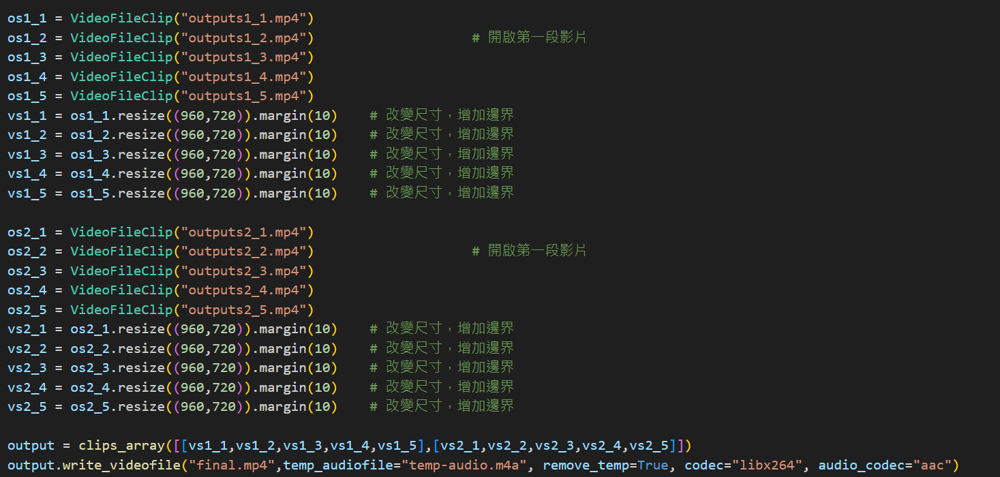 os1_1 = VideoFileClip("outputs1_1.mp4")
os1_2 = VideoFileClip("outputs1_2.mp4")                    # 開啟第一段影片
os1_3 = VideoFileClip("outputs1_3.mp4")
os1_4 = VideoFileClip("outputs1_4.mp4")
os1_5 = VideoFileClip("outputs1_5.mp4")
vs1_1 = os1_1.resize((960,720)).margin(10)    # 改變尺寸，增加邊界
vs1_2 = os1_2.resize((960,720)).margin(10)    # 改變尺寸，增加邊界
vs1_3 = os1_3.resize((960,720)).margin(10)    # 改變尺寸，增加邊界
vs1_4 = os1_4.resize((960,720)).margin(10)    # 改變尺寸，增加邊界
vs1_5 = os1_5.resize((960,720)).margin(10)    # 改變尺寸，增加邊界

os2_1 = VideoFileClip("outputs2_1.mp4")
os2_2 = VideoFileClip("outputs2_2.mp4")                    # 開啟第一段影片
os2_3 = VideoFileClip("outputs2_3.mp4")
os2_4 = VideoFileClip("outputs2_4.mp4")
os2_5 = VideoFileClip("outputs2_5.mp4")
vs2_1 = os2_1.resize((960,720)).margin(10)    # 改變尺寸，增加邊界
vs2_2 = os2_2.resize((960,720)).margin(10)    # 改變尺寸，增加邊界
vs2_3 = os2_3.resize((960,720)).margin(10)    # 改變尺寸，增加邊界
vs2_4 = os2_4.resize((960,720)).margin(10)    # 改變尺寸，增加邊界
vs2_5 = os2_5.resize((960,720)).margin(10)    # 改變尺寸，增加邊界

output = clips_array([[vs1_1,vs1_2,vs1_3,vs1_4,vs1_5],[vs2_1,vs2_2,vs2_3,vs2_4,vs2_5]])
output.write_videofile("final.mp4",temp_audiofile="temp-audio.m4a", remove_temp=True, codec="libx264", audio_codec="aac")